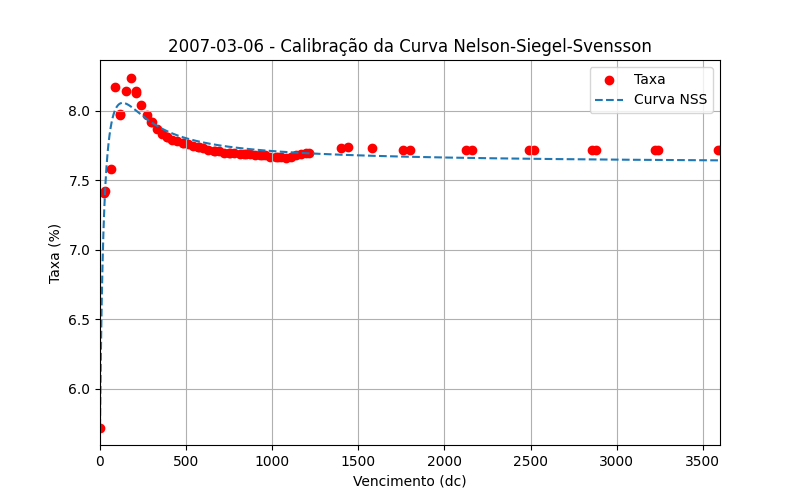 2007-03-06 - Calibração da Curva Nelson-Siegel-Svensson
Taxa
Curva NSS
8.0
7.5
7.0
6.5
6.0
Taxa (%)
0
500
1000
1500
2000
2500
3000
3500
Vencimento (dc)